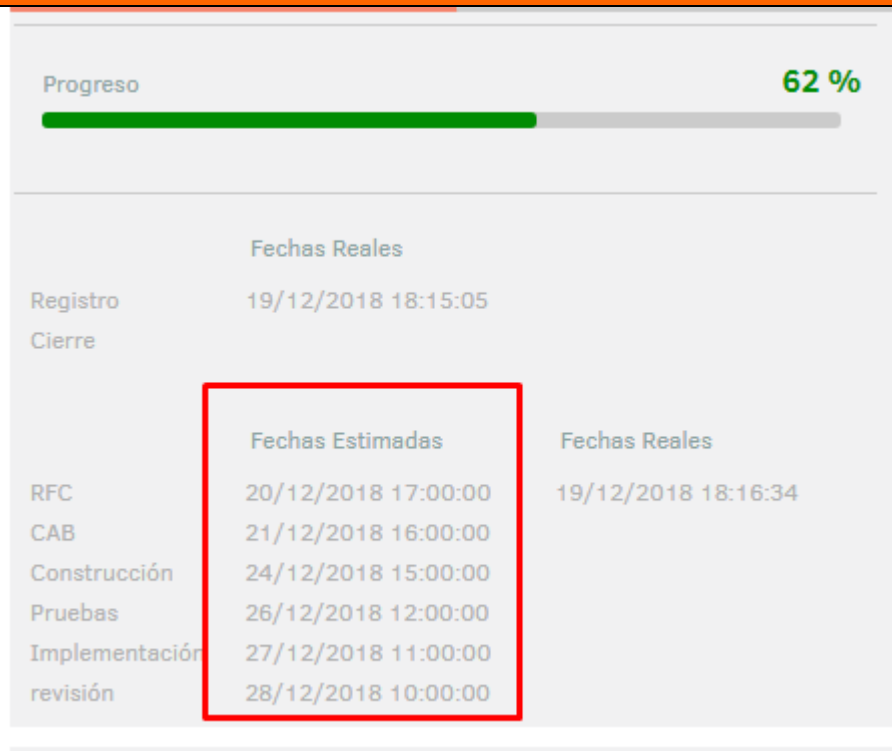 Progreso 62 %
Fechas Reales
Registro 19/12/2018 18:15:05
Cierre
Fechas Estimadas Fechas Reales
RFC 20/12/2018 17:00:00 19/12/2018 18:16:34
CAB 21/12/2018 16:00:00
Construcción 24/12/2018 15:00:00
Pruebas 26/12/2018 12:00:00
Implementación 27/12/2018 11:00:00
revisión 28/12/2018 10:00:00